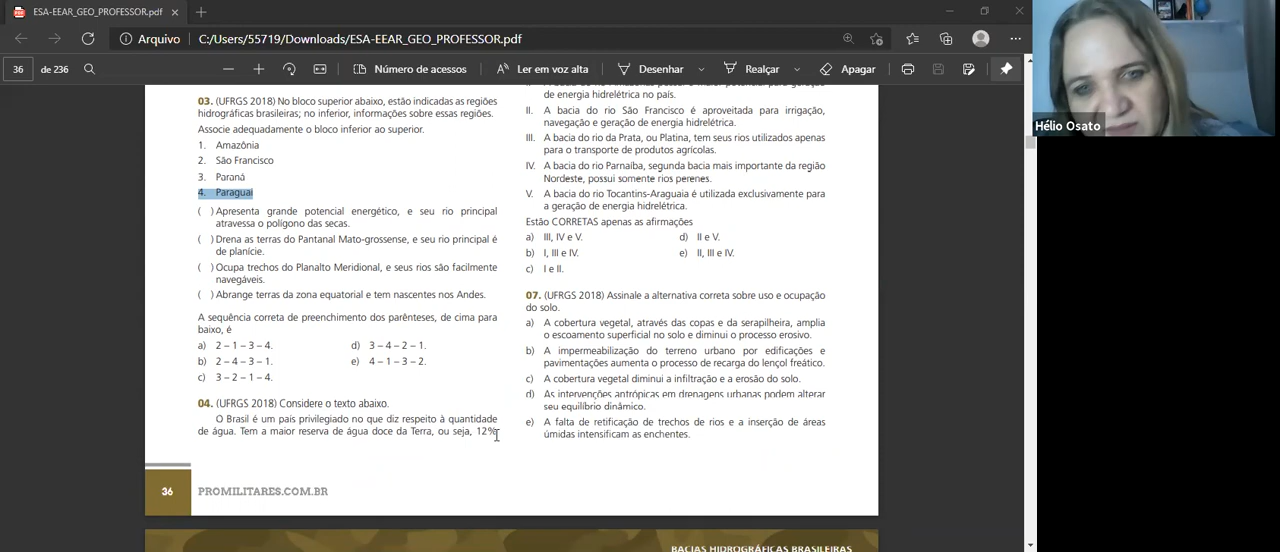 ESA-EEAR_GEO_PROFESSOR.pdf
Arquivo C:/Users/55719/Downloads/ESA-EEAR_GEO_PROFESSOR.pdf
36 de 236 Número de acessos Ler em voz alta Desenhar Realçar Apagar
Hélio Osato
03. (UFRGS 2018) No bloco superior abaixo, estão indicadas as regiões
hidrográficas brasileiras; no inferior, informações sobre essas regiões.
Associe adequadamente o bloco inferior ao superior.
1. Amazônia
2. São Francisco
3. Paraná
4. Paraguai
( ) Apresenta grande potencial energético, e seu rio principal
atravessa o polígono das secas.
( ) Drena as terras do Pantanal Mato-grossense, e seu rio principal é
de planície.
( ) Ocupa trechos do Planalto Meridional, e seus rios são facilmente
navegáveis.
( ) Abrange terras da zona equatorial e tem nascentes nos Andes.
A sequência correta de preenchimento dos parênteses, de cima para
baixo, é
a) 2 – 1 – 3 – 4. d) 3 – 4 – 2 – 1.
b) 2 – 4 – 3 – 1. e) 4 – 1 – 3 – 2.
c) 3 – 2 – 1 – 4.
04. (UFRGS 2018) Considere o texto abaixo.
O Brasil é um país privilegiado no que diz respeito à quantidade
de água. Tem a maior reserva de água doce da Terra, ou seja, 12%
de energia hidrelétrica no país.
II. A bacia do rio São Francisco é aproveitada para irrigação,
navegação e geração de energia hidrelétrica.
III. A bacia do rio da Prata, ou Platina, tem seus rios utilizados apenas
para o transporte de produtos agrícolas.
IV. A bacia do rio Parnaíba, segunda bacia mais importante da região
Nordeste, possui somente rios perenes.
V. A bacia do rio Tocantins-Araguaia é utilizada exclusivamente para
a geração de energia hidrelétrica.
Estão CORRETAS apenas as afirmações
a) III, IV e V. d) II e V.
b) I, III e IV. e) II, III e IV.
c) I e II.
07. (UFRGS 2018) Assinale a alternativa correta sobre uso e ocupação
do solo.
a) A cobertura vegetal, através das copas e da serapilheira, amplia
o escoamento superficial no solo e diminui o processo erosivo.
b) A impermeabilização do terreno urbano por edificações e
pavimentações aumenta o processo de recarga do lençol freático.
c) A cobertura vegetal diminui a infiltração e a erosão do solo.
d) As intervenções antrópicas em drenagens urbanas podem alterar
seu equilíbrio dinâmico.
e) A falta de retificação de trechos de rios e a inserção de áreas
úmidas intensificam as enchentes.
36 PROMILITARES.COM.BR
BACIAS HIDROGRÁFICAS BRASILEIRAS